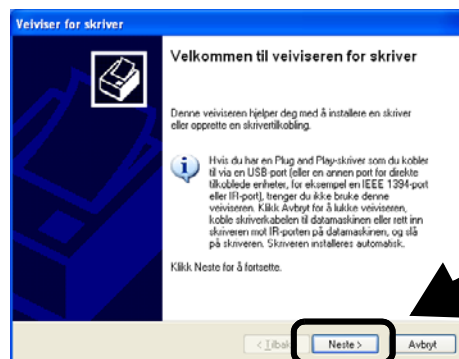 Veiviser for skriver
Velkommen til veiviseren for skriver
Denne veiviseren hjelper deg med å installere en skriver
eller opprette en skrivertilkobling.
Hvis du har en Plug and Play-skriver som du kobler
til via en USB-port (eller en annen port for direkte
tilkoblede enheter, for eksempel en IEEE 1394-port
eller IR-port), trenger du ikke bruke denne
veiviseren. Klikk Avbryt for å lukke veiviseren,
koble skriverkabelen til datamaskinen eller rett inn
skriveren mot IR-porten på datamaskinen, og slå
på skriveren. Skriveren installeres automatisk.
Klikk Neste for å fortsette.
< Tilbak
Neste >
Avbryt